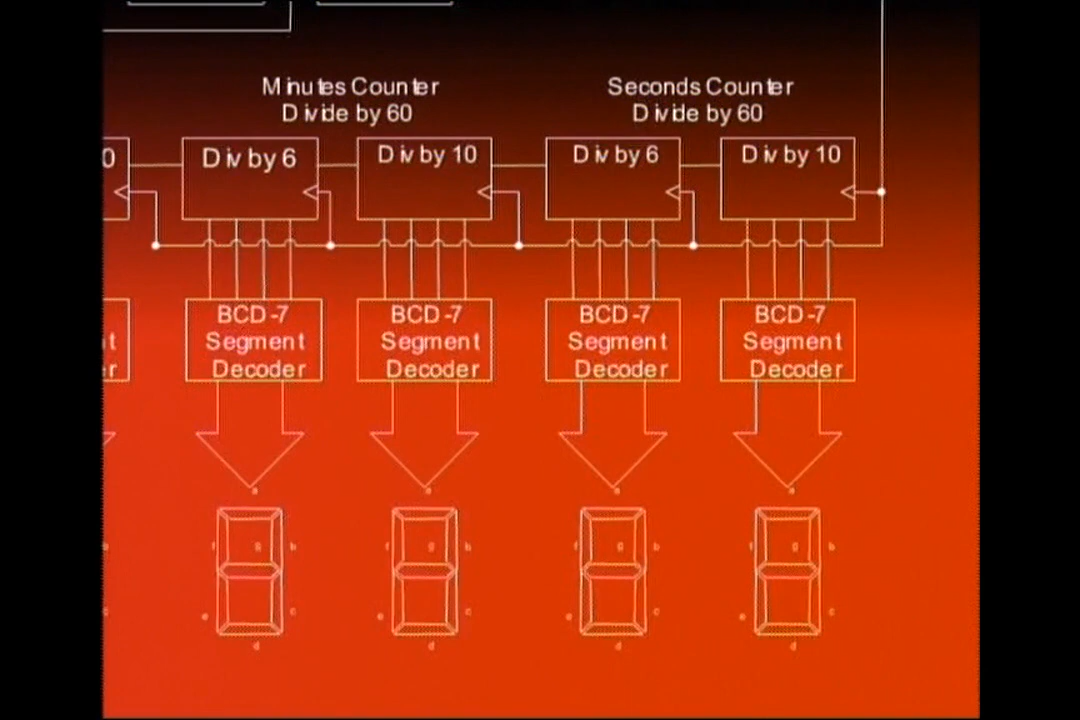 Minutes Counter
Divide by 60
Seconds Counter
Divide by 60
0
Div by 6
Div by 10
Div by 6
Div by 10
t
er
BCD-7
Segment
Decoder
BCD-7
Segment
Decoder
BCD-7
Segment
Decoder
BCD-7
Segment
Decoder
a
a
a
a
b
f g b
f g b
f g b
f g b
c
e c
e c
e c
e c
d
d
d
d